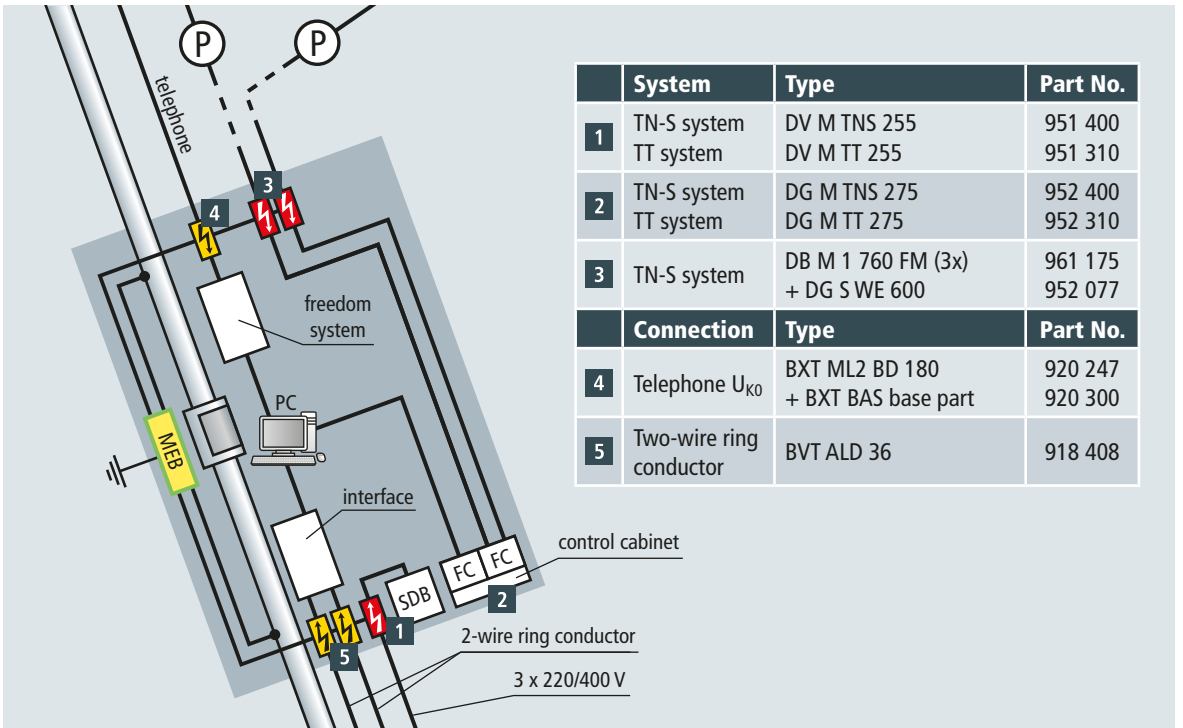 P
P
telephone
3
4
freedom
system
PC
MEB
interface
control cabinet
FC
FC
SDB
2
1
5
2-wire ring conductor
3 x 220/400 V
System Type Part No.
1 TN-S system DV M TNS 255 951 400
TT system DV M TT 255 951 310
2 TN-S system DG M TNS 275 952 400
TT system DG M TT 275 952 310
3 TN-S system DB M 1 760 FM (3x) 961 175
+ DG S WE 600 952 077
Connection Type Part No.
4 Telephone UK0 BXT ML2 BD 180 920 247
+ BXT BAS base part 920 300
5 Two-wire ring
conductor BVT ALD 36 918 408